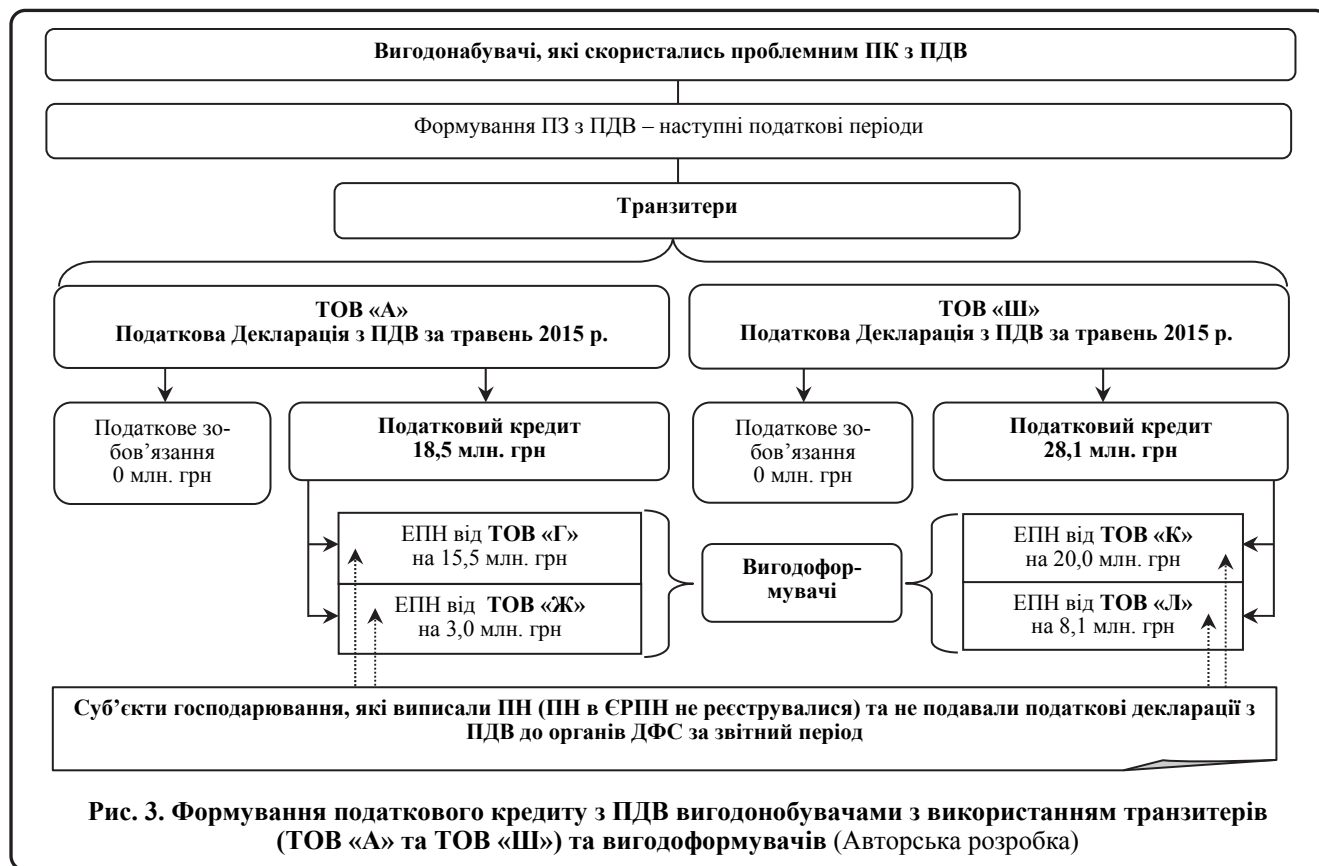 Вигодонабувачі, які скористались проблемним ПК з ПДВ
Формування ПЗ з ПДВ – наступні податкові періоди
Транзитери
ТОВ «А»
Податкова Декларація з ПДВ за травень 2015 р.
ТОВ «Ш»
Податкова Декларація з ПДВ за травень 2015 р.
Податкове зо-
бов’язання
0 млн. грн
Податковий кредит
18,5 млн. грн
Податкове зо-
бов’язання
0 млн. грн
Податковий кредит
28,1 млн. грн
ЕПН від ТОВ «Г»
на 15,5 млн. грн
ЕПН від ТОВ «Ж»
на 3,0 млн. грн
Вигодофор-
мувачі
ЕПН від ТОВ «К»
на 20,0 млн. грн
ЕПН від ТОВ «Л»
на 8,1 млн. грн
Суб’єкти господарювання, які виписали ПН (ПН в ЄРПН не реєструвалися) та не подавали податкові декларації з
ПДВ до органів ДФС за звітний період
Рис. 3. Формування податкового кредиту з ПДВ вигодонобувачами з використанням транзитерів
(ТОВ «А» та ТОВ «Ш») та вигодоформувачів (Авторська розробка)